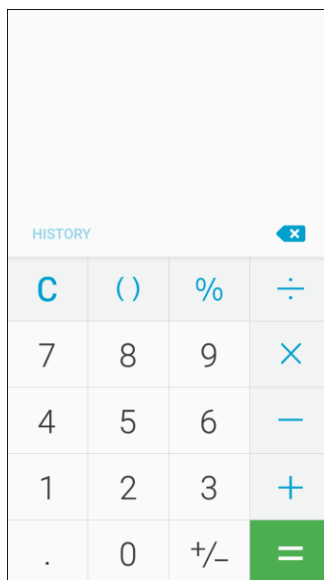 HISTORY
C ( ) % ÷
7 8 9 ×
4 5 6 −
1 2 3 +
. 0 +/− =